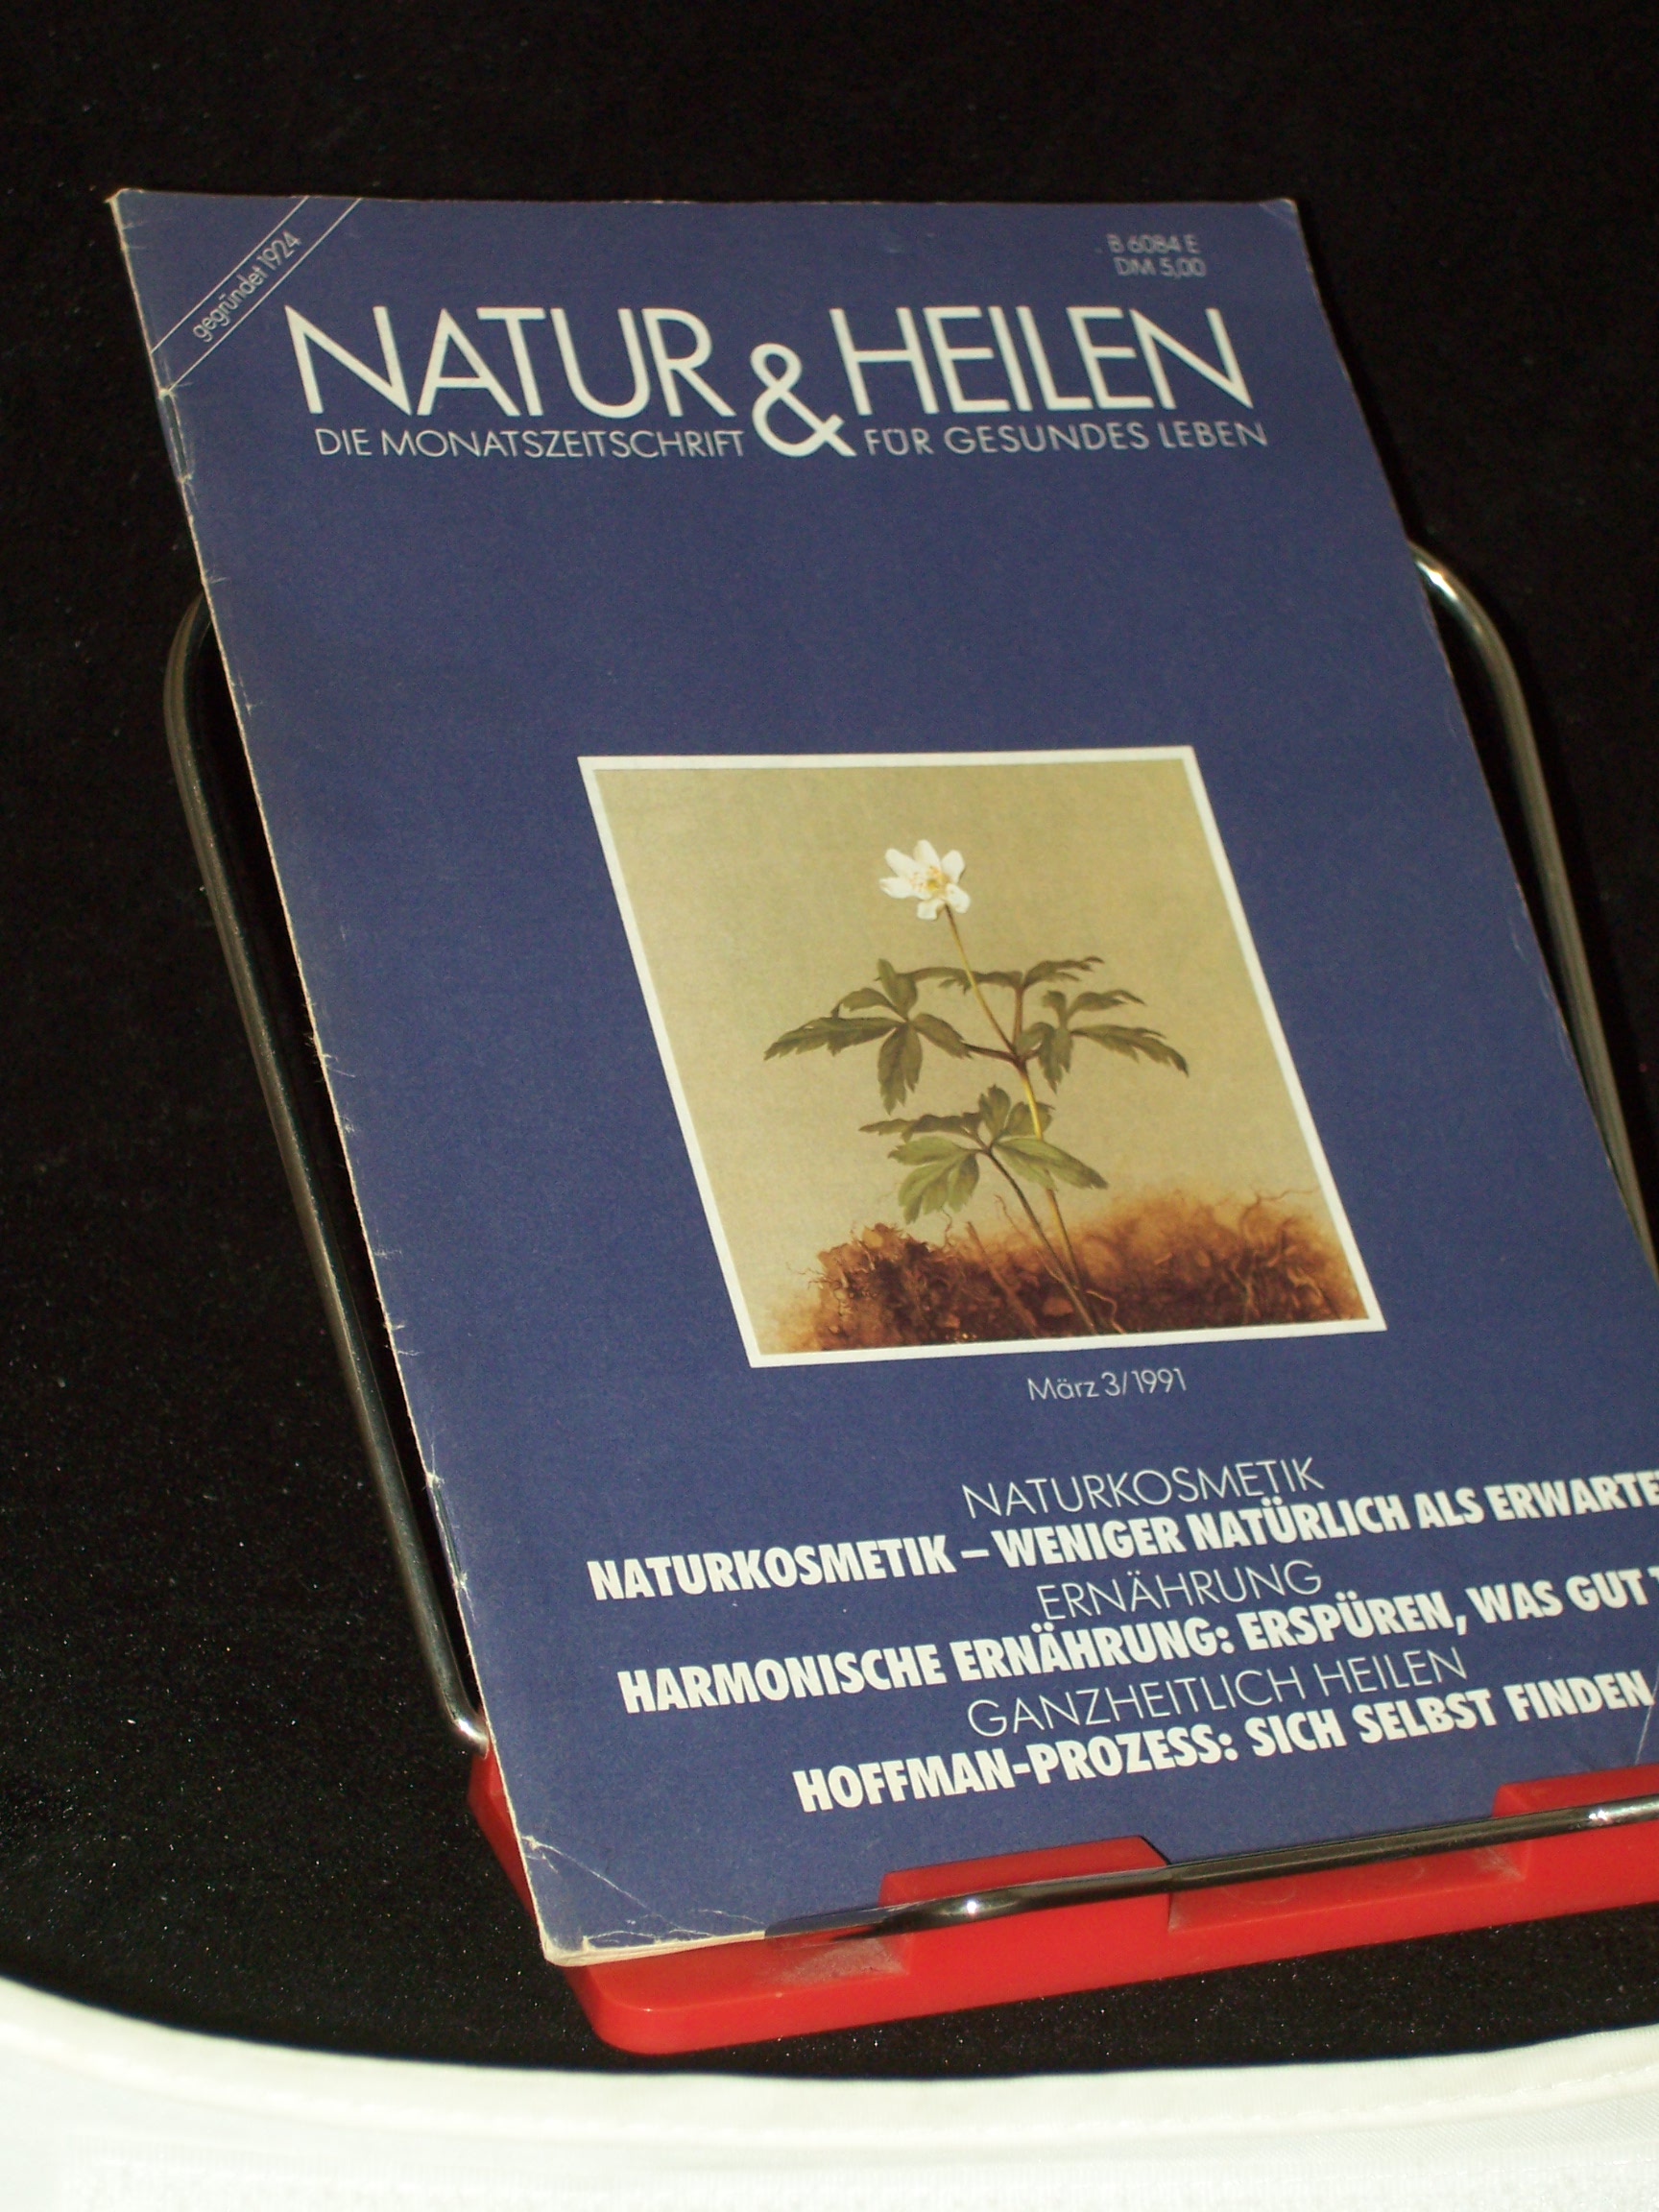 gegründet 1924
B 6084 E
DM 5,00
NATUR & HEILEN
DIE MONATSZEITSCHRIFT FÜR GESUNDES LEBEN
März 3/1991
NATURKOSMETIK
NATURKOSMETIK – WENIGER NATÜRLICH ALS ERWARTE
ERNÄHRUNG
HARMONISCHE ERNÄHRUNG: ERSPÜREN, WAS GUT
GANZHEITLICH HEILEN
HOFFMAN-PROZESS: SICH SELBST FINDEN